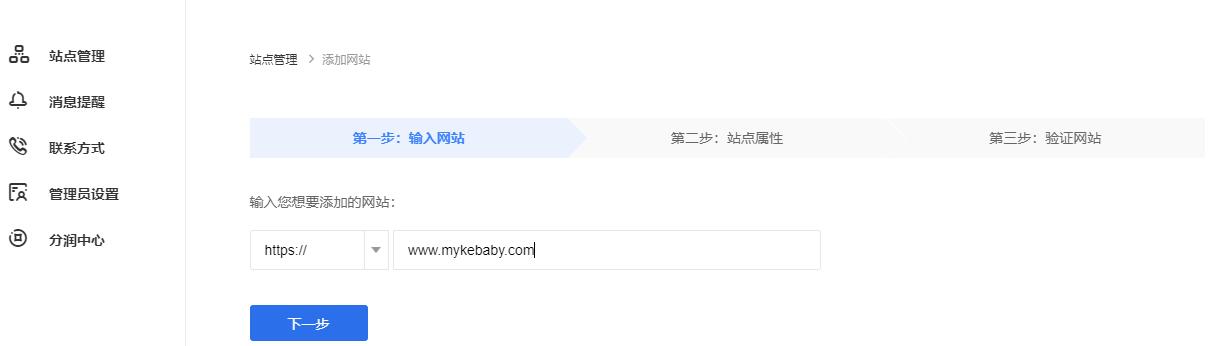 站点管理
消息提醒
联系方式
管理员设置
分润中心
站点管理 > 添加网站
第一步：输入网站
第二步：站点属性
第三步：验证网站
输入您想要添加的网站：
https://
www.mykebaby.com
下一步